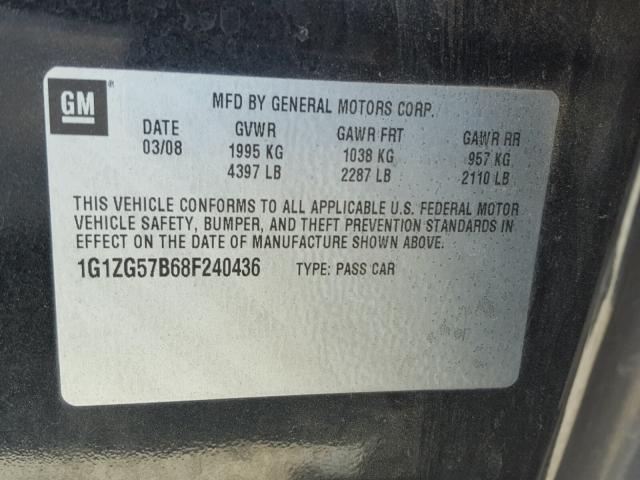 GM
MFD BY GENERAL MOTORS CORP.
DATE GVWR GAWR FRT GAWR RR
03/08 1995 KG 1038 KG 957 KG
4397 LB 2287 LB 2110 LB
THIS VEHICLE CONFORMS TO ALL APPLICABLE U.S. FEDERAL MOTOR
VEHICLE SAFETY, BUMPER, AND THEFT PREVENTION STANDARDS IN
EFFECT ON THE DATE OF MANUFACTURE SHOWN ABOVE.
1G1ZG57B68F240436 TYPE: PASS CAR